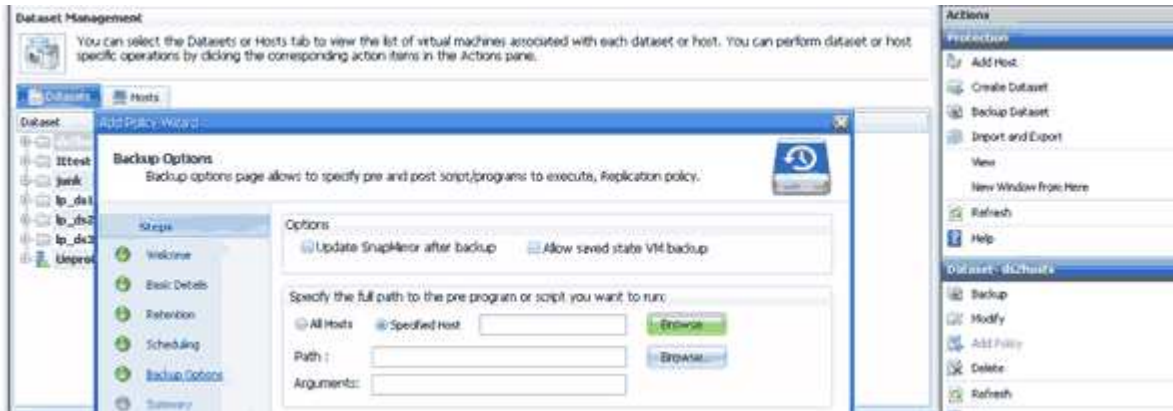 Dataset Management
You can select the Datasets or Hosts tab to view the list of virtual machines associated with each dataset or host. You can perform dataset or host
specific operations by clicking the corresponding action items in the Actions pane.
Datasets Hosts
Dataset
ITtest
junk
lp_ds1
lp_ds2
lp_ds3
Unprot
Add Policy Wizard
Backup Options
Backup options page allows to specify pre and post script/programs to execute, Replication policy.
Steps
Welcome
Basic Details
Retention
Scheduling
Backup Options
Summary
Options
Update SnapMirror after backup Allow saved state VM backup
Specify the full path to the pre program or script you want to run:
All Hosts Specified Host Browse
Path : Browse...
Arguments:
Actions
Protection
Add Host
Create Dataset
Backup Dataset
Import and Export
View
New Window from Here
Refresh
Help
Dataset- ds2hosts
Backup
Modify
Add Policy
Delete
Refresh